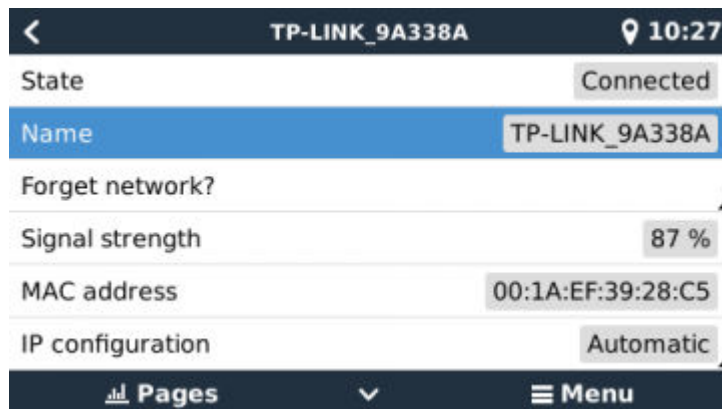 TP-LINK_9A338A 10:27
State Connected
Name TP-LINK_9A338A
Forget network?
Signal strength 87 %
MAC address 00:1A:EF:39:28:C5
IP configuration Automatic
Pages Menu